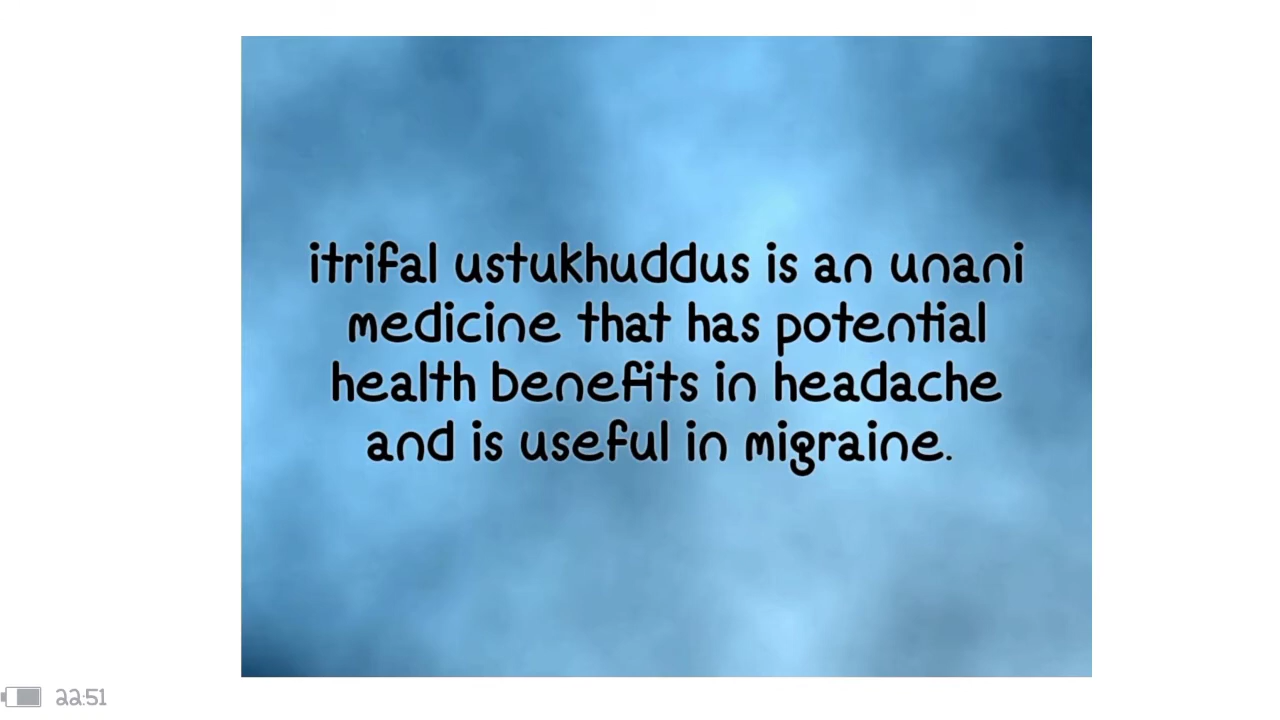 itrifal ustukhuddus is an unani
medicine that has potential
health benefits in headache
and is useful in migraine.
22:51